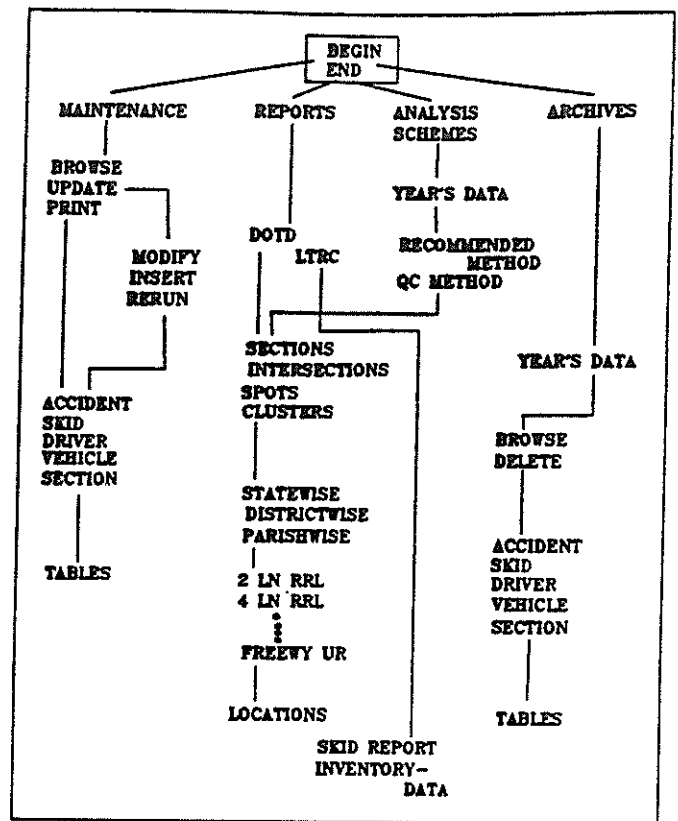 BEGIN
END
MAINTENANCE
REPORTS
ANALYSIS
SCHEMES
ARCHIVES
BROWSE
UPDATE
PRINT
MODIFY
INSERT
RERUN
ACCIDENT
SKID
DRIVER
VEHICLE
SECTION
TABLES
DOTD
LTRC
YEAR'S DATA
RECOMMENDED
METHOD
QC METHOD
SECTIONS
INTERSECTIONS
SPOTS
CLUSTERS
STATEWISE
DISTRICTWISE
PARISHWISE
2 LN RRL
4 LN RRL
FREEWY UR
LOCATIONS
SKID REPORT
INVENTORY-
DATA
YEAR'S DATA
BROWSE
DELETE
ACCIDENT
SKID
DRIVER
VEHICLE
SECTION
TABLES